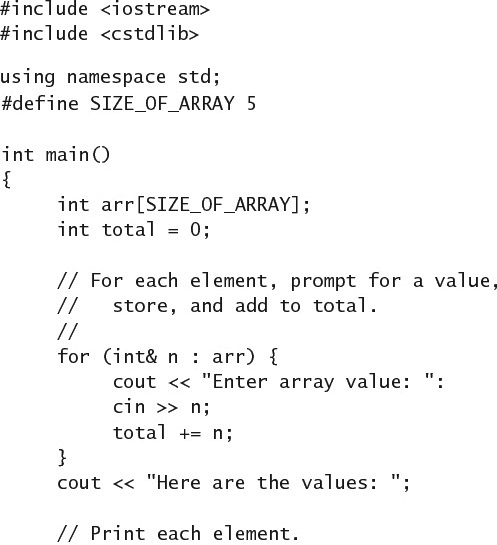 #include <iostream>
#include <cstdlib>
using namespace std;
#define SIZE_OF_ARRAY 5
int main()
{
int arr[SIZE_OF_ARRAY];
int total = 0;
// For each element, prompt for a value,
//   store, and add to total.
//
for (int& n : arr) {
cout << "Enter array value: ":
cin >> n;
total += n;
}
cout << "Here are the values: ";
// Print each element.